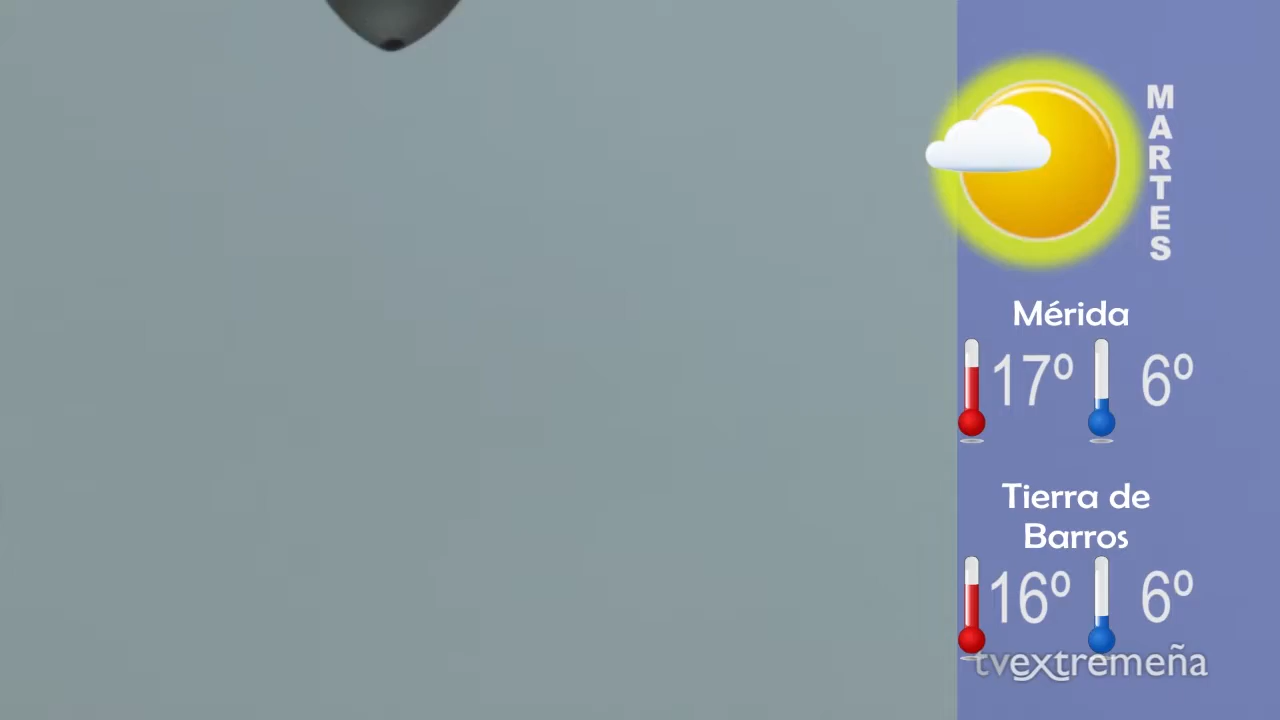 MARTES
Mérida
17º 6º
Tierra de
Barros
16º 6º
tvextremeña